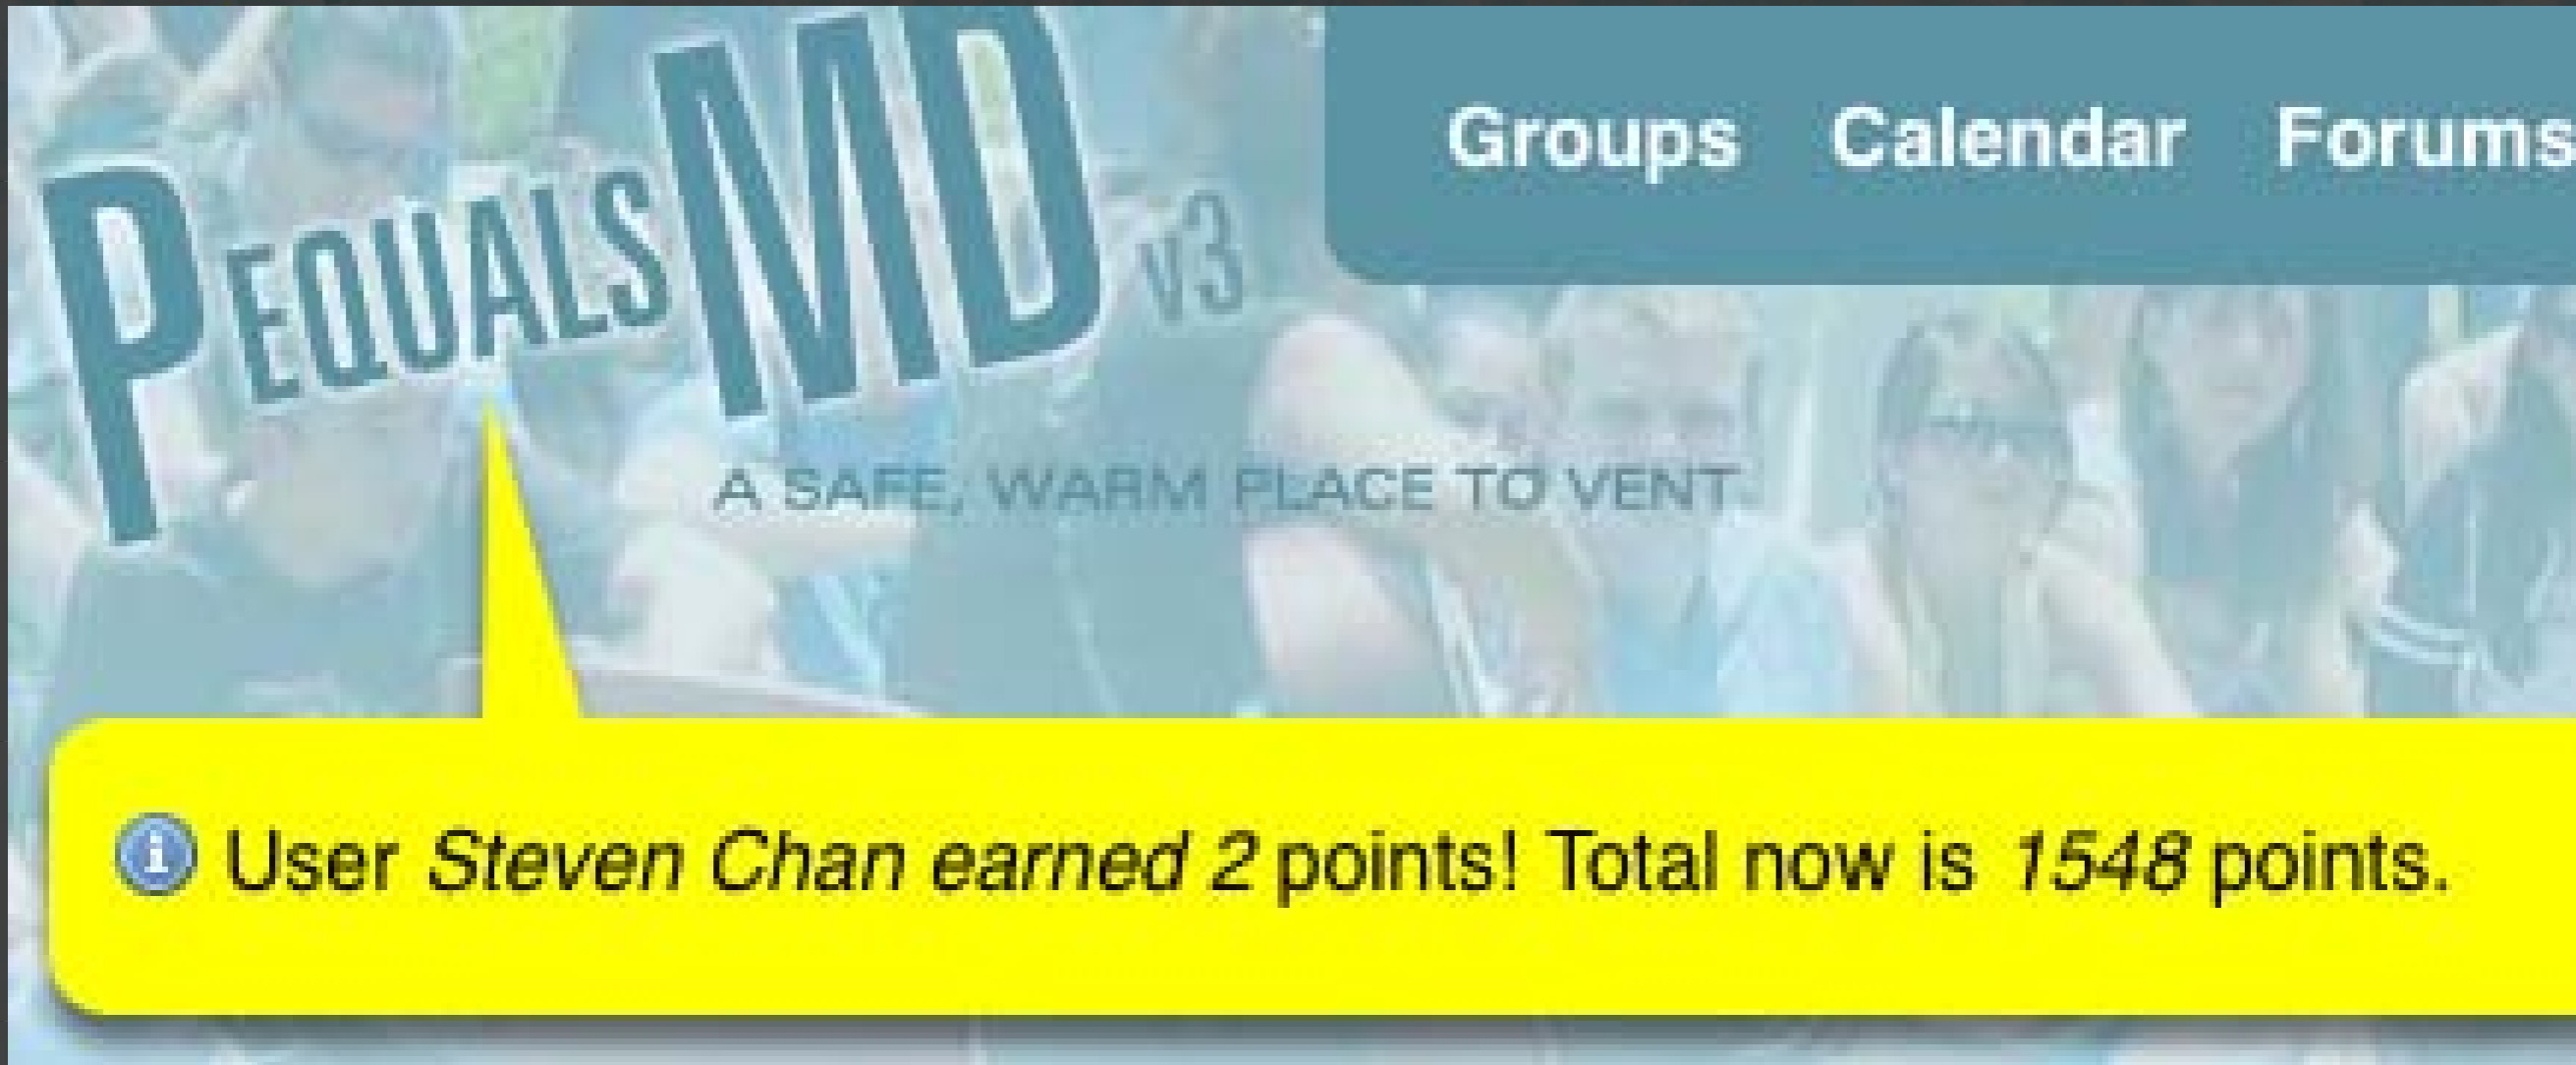 PEQUALSMD v3
Groups Calendar Forums
A SAFE, WARM PLACE TO VENT.
User Steven Chan earned 2 points! Total now is 1548 points.